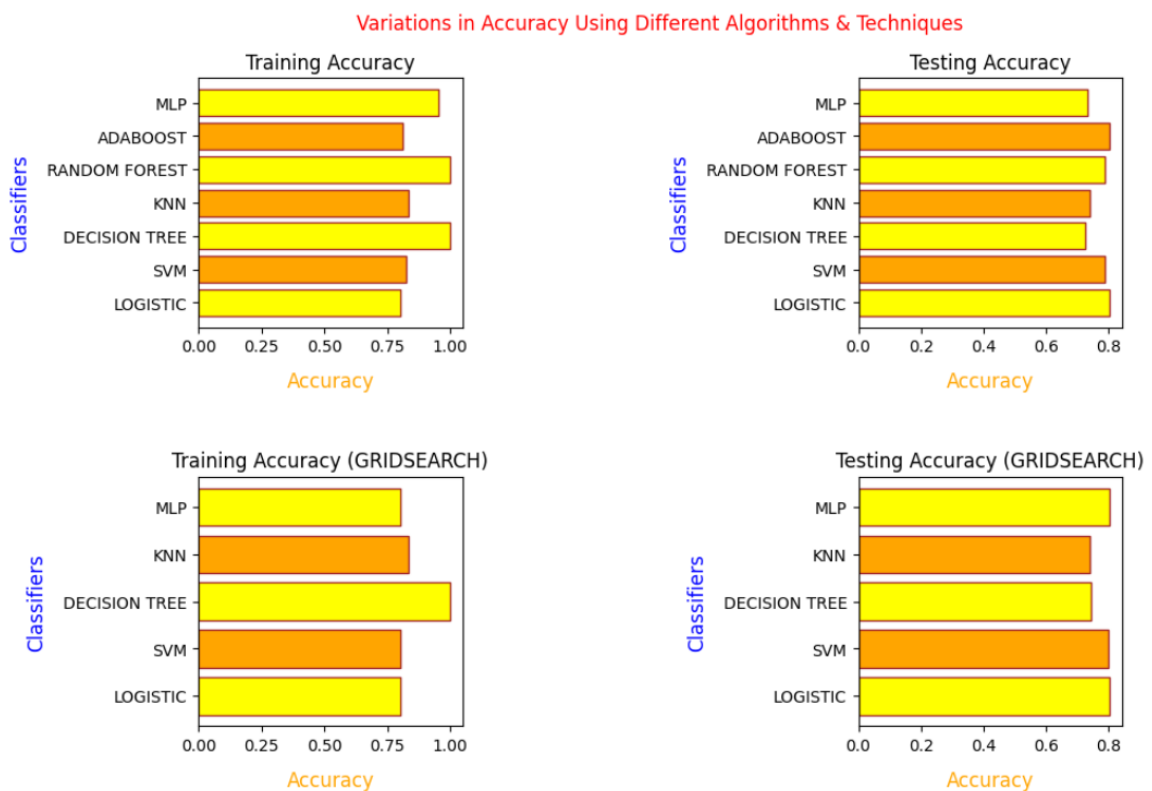 Variations in Accuracy Using Different Algorithms & Techniques
Training Accuracy
Classifiers
MLP
ADABOOST
RANDOM FOREST
KNN
DECISION TREE
SVM
LOGISTIC
0.00 0.25 0.50 0.75 1.00
Accuracy
Testing Accuracy
Classifiers
MLP
ADABOOST
RANDOM FOREST
KNN
DECISION TREE
SVM
LOGISTIC
0.0 0.2 0.4 0.6 0.8
Accuracy
Training Accuracy (GRIDSEARCH)
Classifiers
MLP
KNN
DECISION TREE
SVM
LOGISTIC
0.00 0.25 0.50 0.75 1.00
Accuracy
Testing Accuracy (GRIDSEARCH)
Classifiers
MLP
KNN
DECISION TREE
SVM
LOGISTIC
0.0 0.2 0.4 0.6 0.8
Accuracy